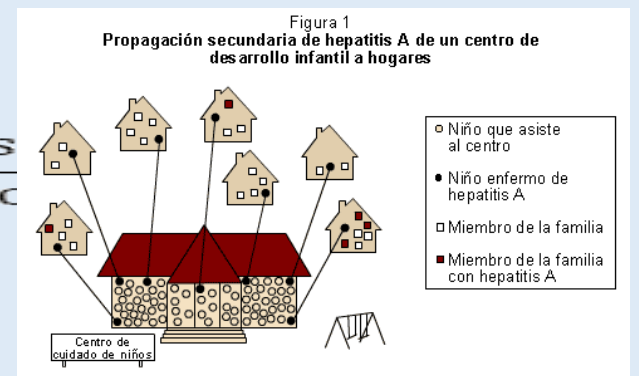 Figura 1
Propagación secundaria de hepatitis A de un centro de
desarrollo infantil a hogares
Niño que asiste
al centro
Niño enfermo de
hepatitis A
Miembro de la familia
Miembro de la familia
con hepatitis A
Centro de
cuidado de niños